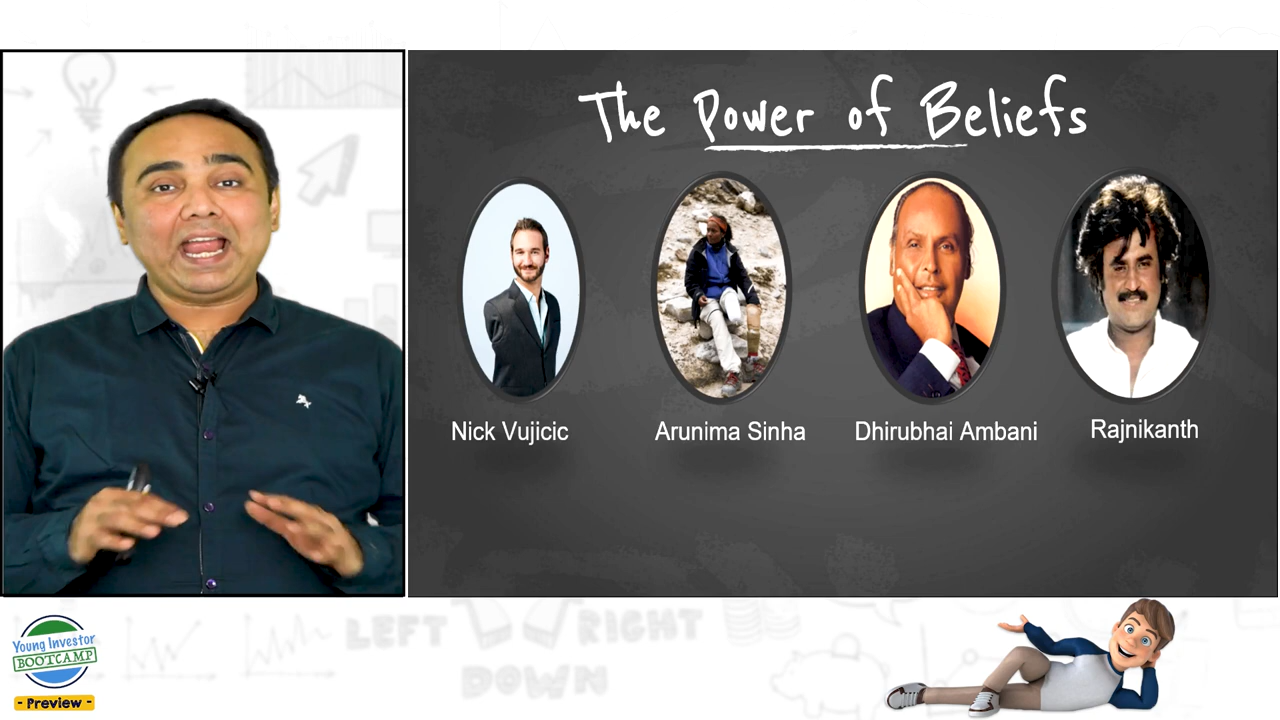 The Power of Beliefs
Nick Vujicic
Arunima Sinha
Dhirubhai Ambani
Rajnikanth
LEFT
RIGHT
DOWN
Young Investor
BOOTCAMP
- Preview -